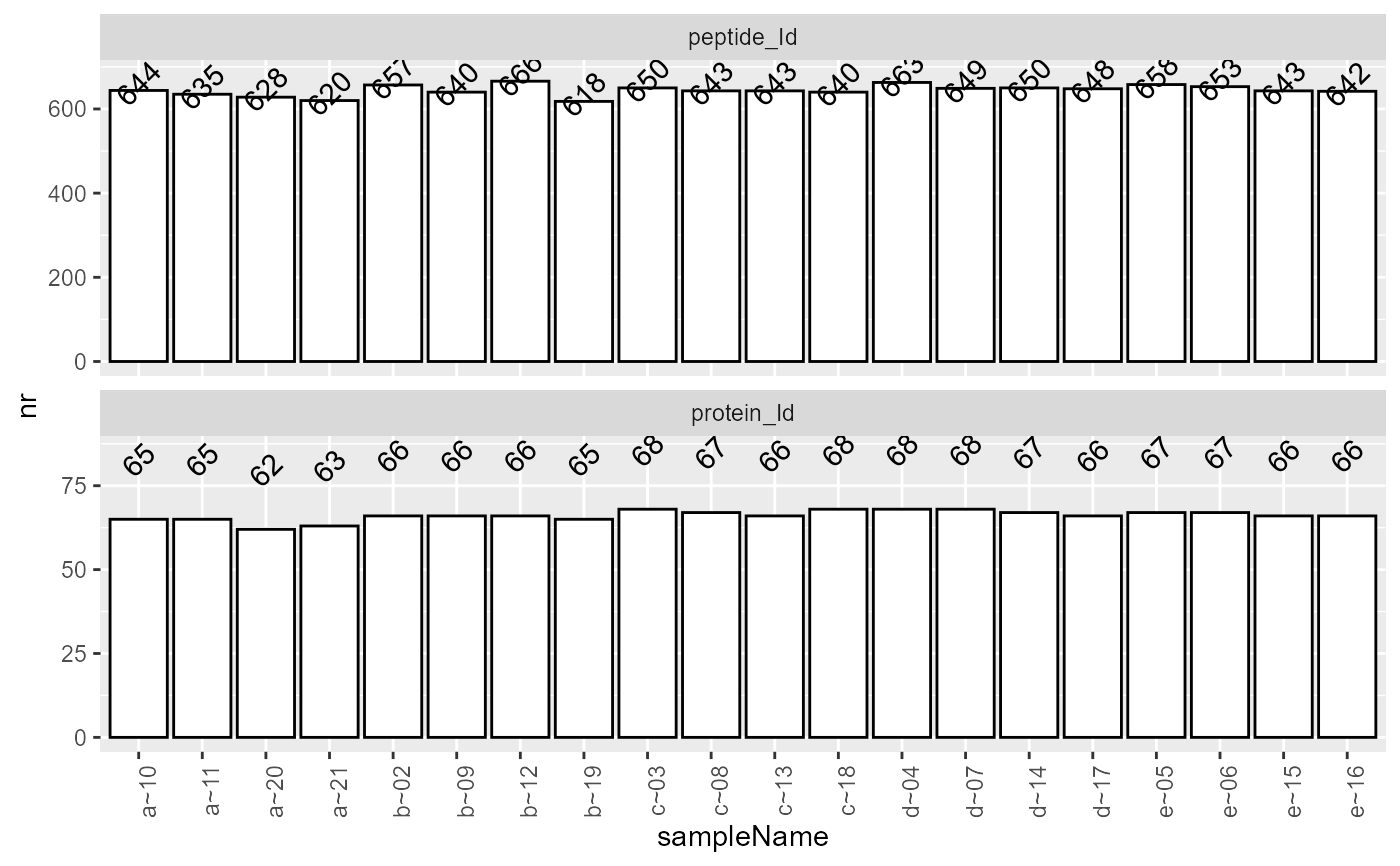 peptide_Id
644 635 628 620 657 640 666 618 650 643 643 640 663 649 650 648 658 653 643 642
600
400
200
0
nr
protein_Id
65 65 62 63 66 66 66 65 68 67 66 68 68 68 67 66 67 67 66 66
75
50
25
0
a~10 a~11 a~20 a~21 b~02 b~09 b~12 b~19 c~03 c~08 c~13 c~18 d~04 d~07 d~14 d~17 e~05 e~06 e~15 e~16
sampleName